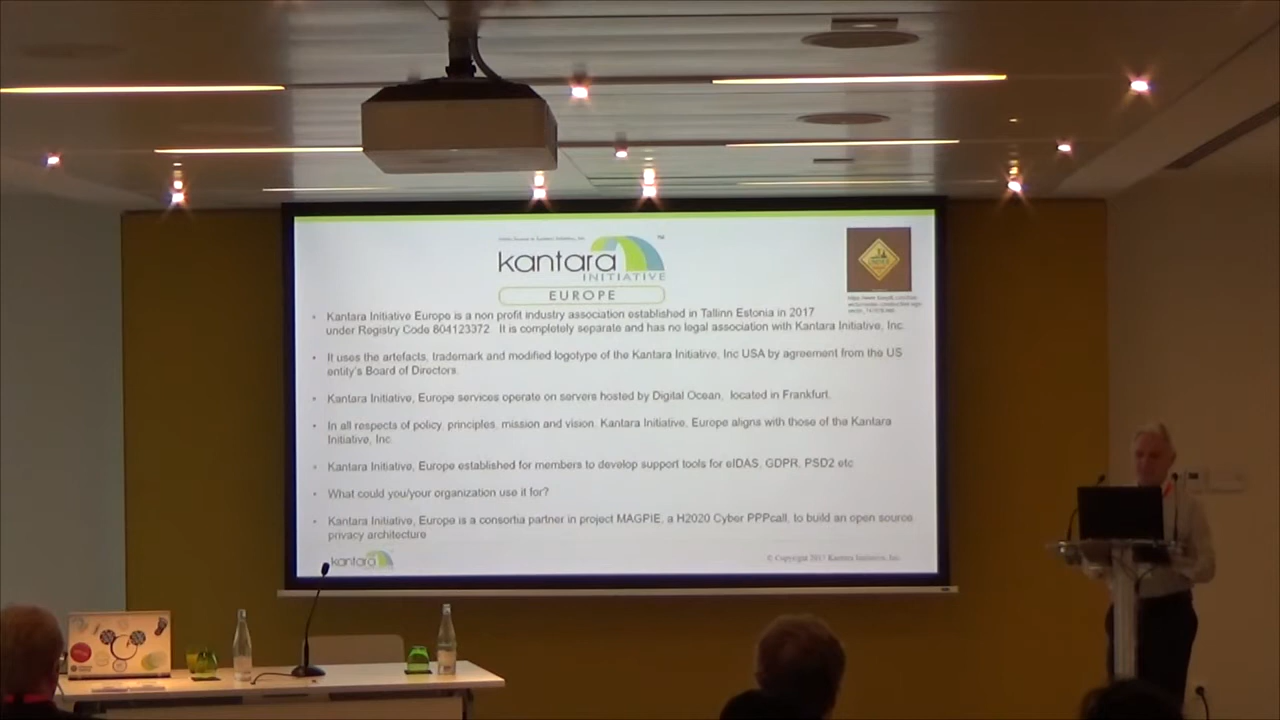 kantara
INITIATIVE
EUROPE
Kantara Initiative Europe is a non profit industry association established in Tallinn Estonia in 2017
under Registry Code 804123372. It is completely separate and has no legal association with Kantara Initiative, Inc.
It uses the artefacts, trademark and modified logotype of the Kantara Initiative, Inc USA by agreement from the US
entity's Board of Directors.
Kantara Initiative, Europe services operate on servers hosted by Digital Ocean, located in Frankfurt.
In all respects of policy, principles, mission and vision, Kantara Initiative, Europe aligns with those of the Kantara
Initiative, Inc.
Kantara Initiative, Europe established for members to develop support tools for eIDAS, GDPR, PSD2 etc
What could you/your organization use it for?
Kantara Initiative, Europe is a consortia partner in project MAGPIE, a H2020 Cyber PPPcall, to build an open source
privacy architecture
kantara
© Copyright 2017 Kantara Initiative, Inc.